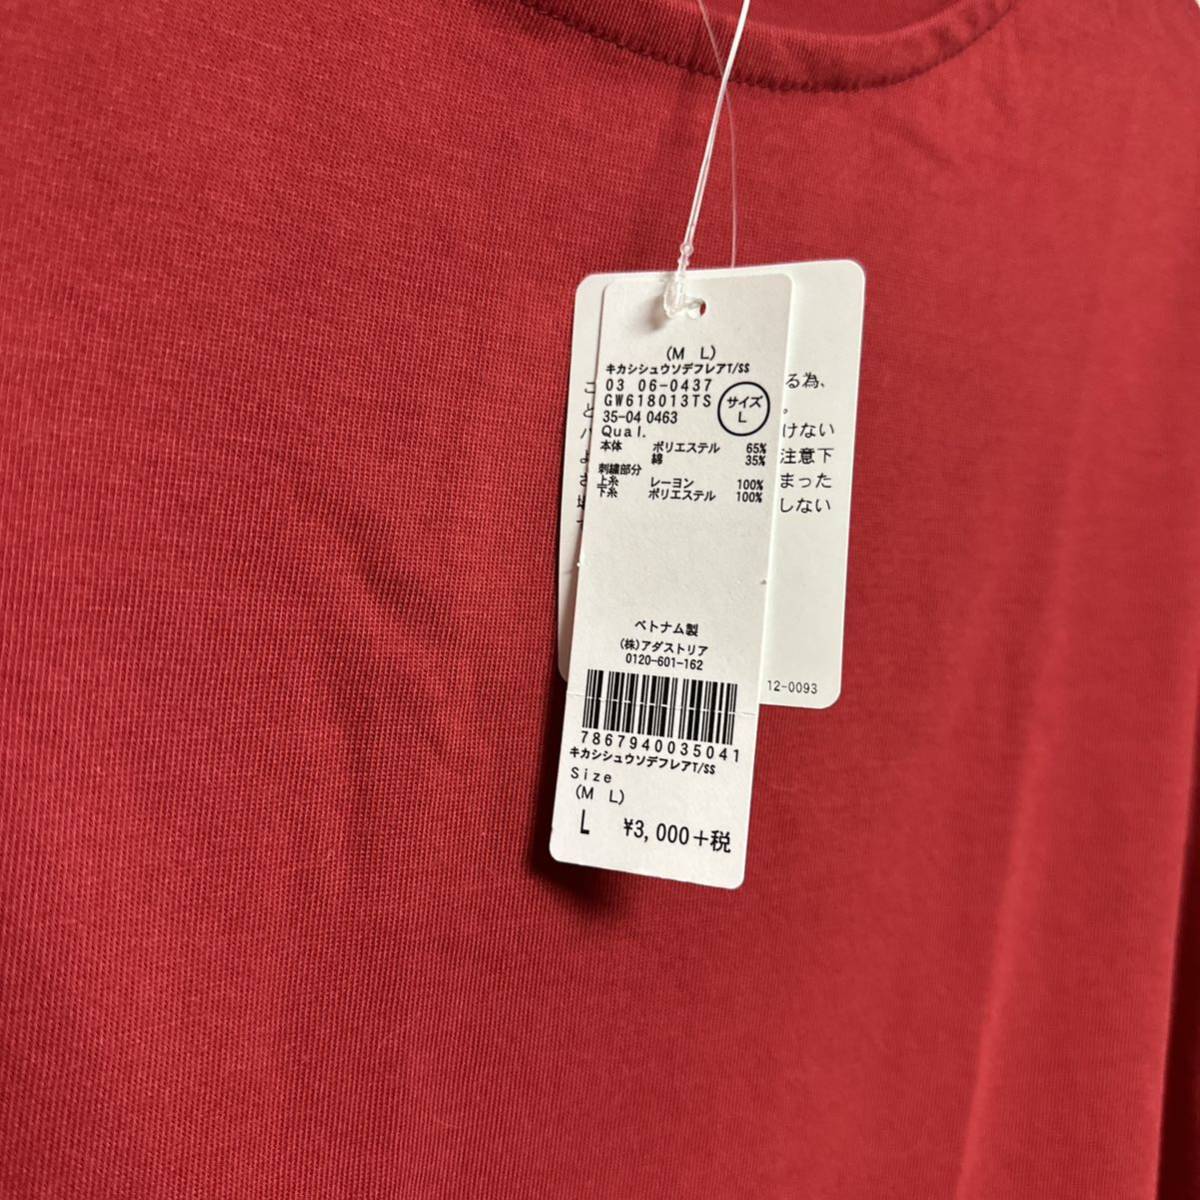 (M L)
キカシシュウソデフレアT/SS
03 06-0437
GW618013TS
サイズ
L
35-04 0463
Qual.
本体 ポリエステル 65%
綿 35%
刺繍部分
上糸 レーヨン 100%
下糸 ポリエステル 100%
ベトナム製
(株)アダストリア
0120-601-162
7867940035041
キカシシュウソデフレアT/SS
Size
(M L)
L ¥3,000+税
る為、
。
けない
注意下
まった
しない
12-0093